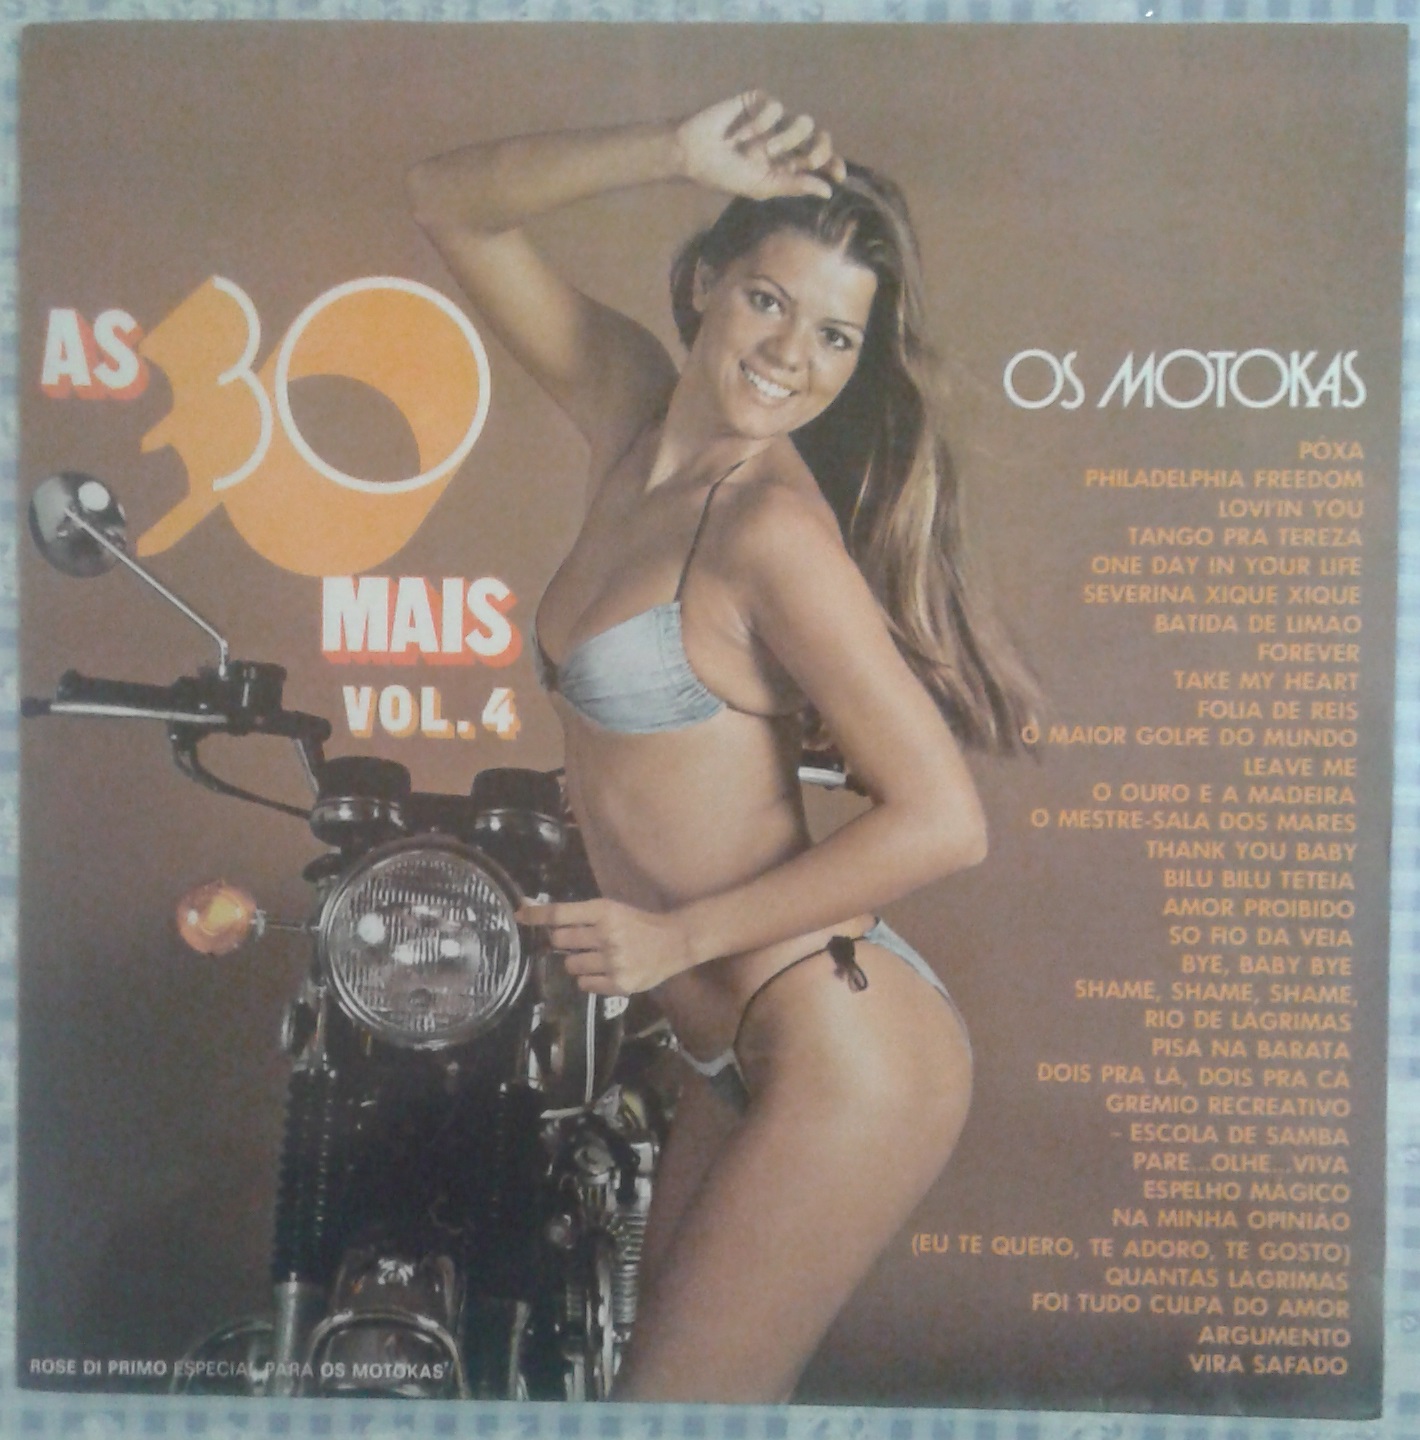 AS 30
MAIS
VOL. 4
OS MOTOKAS
PÔXA
PHILADELPHIA FREEDOM
LOVI'IN YOU
TANGO PRA TEREZA
ONE DAY IN YOUR LIFE
SEVERINA XIQUE XIQUE
BATIDA DE LIMAO
FOREVER
TAKE MY HEART
FOLIA DE REIS
O MAIOR GOLPE DO MUNDO
LEAVE ME
O OURO E A MADEIRA
O MESTRE-SALA DOS MARES
THANK YOU BABY
BILU BILU TETEIA
AMOR PROIBIDO
SO FIO DA VEIA
BYE, BABY BYE
SHAME, SHAME, SHAME,
RIO DE LÁGRIMAS
PISA NA BARATA
DOIS PRA LÁ, DOIS PRA CÁ
GRÊMIO RECREATIVO
- ESCOLA DE SAMBA
PARE...OLHE...VIVA
ESPELHO MÁGICO
NA MINHA OPINIÃO
(EU TE QUERO, TE ADORO, TE GOSTO)
QUANTAS LÁGRIMAS
FOI TUDO CULPA DO AMOR
ARGUMENTO
VIRA SAFADO
ROSE DI PRIMO ESPECIAL PARA OS MOTOKAS